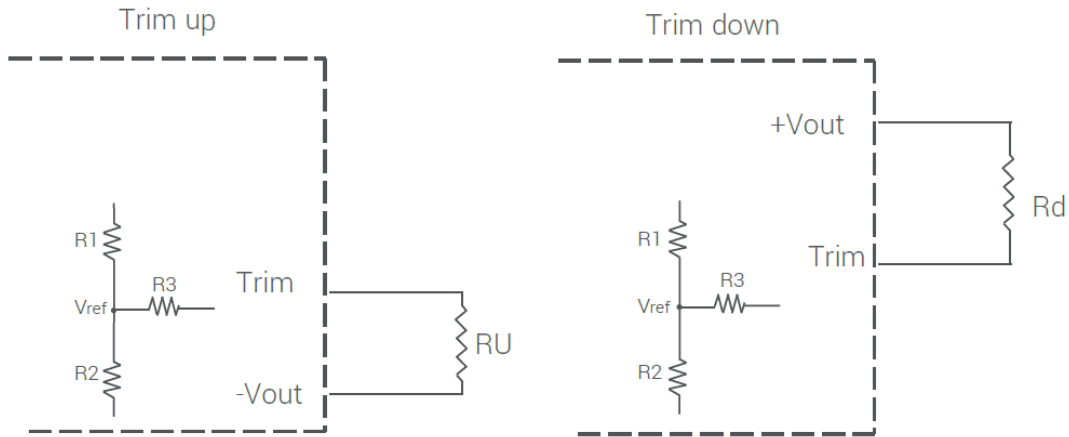 Trim up
R1
R3
Vref
R2
Trim
RU
-Vout
Trim down
+Vout
Rd
R1
Trim
R3
Vref
R2